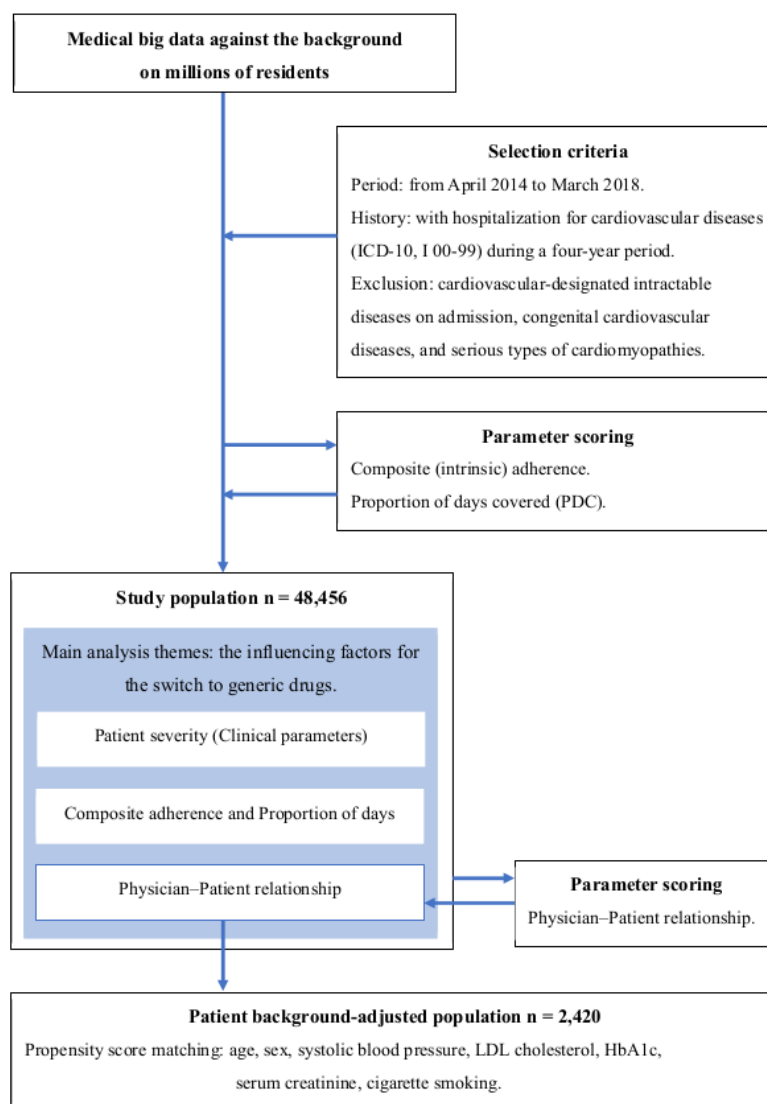 Medical big data against the background
on millions of residents
Selection criteria
Period: from April 2014 to March 2018.
History: with hospitalization for cardiovascular diseases
(ICD-10, I 00-99) during a four-year period.
Exclusion: cardiovascular-designated intractable
diseases on admission, congenital cardiovascular
diseases, and serious types of cardiomyopathies.
Parameter scoring
Composite (intrinsic) adherence.
Proportion of days covered (PDC).
Study population n = 48,456
Main analysis themes: the influencing factors for
the switch to generic drugs.
Patient severity (Clinical parameters)
Composite adherence and Proportion of days
Physician–Patient relationship
Parameter scoring
Physician–Patient relationship.
Patient background-adjusted population n = 2,420
Propensity score matching: age, sex, systolic blood pressure, LDL cholesterol, HbA1c,
serum creatinine, cigarette smoking.